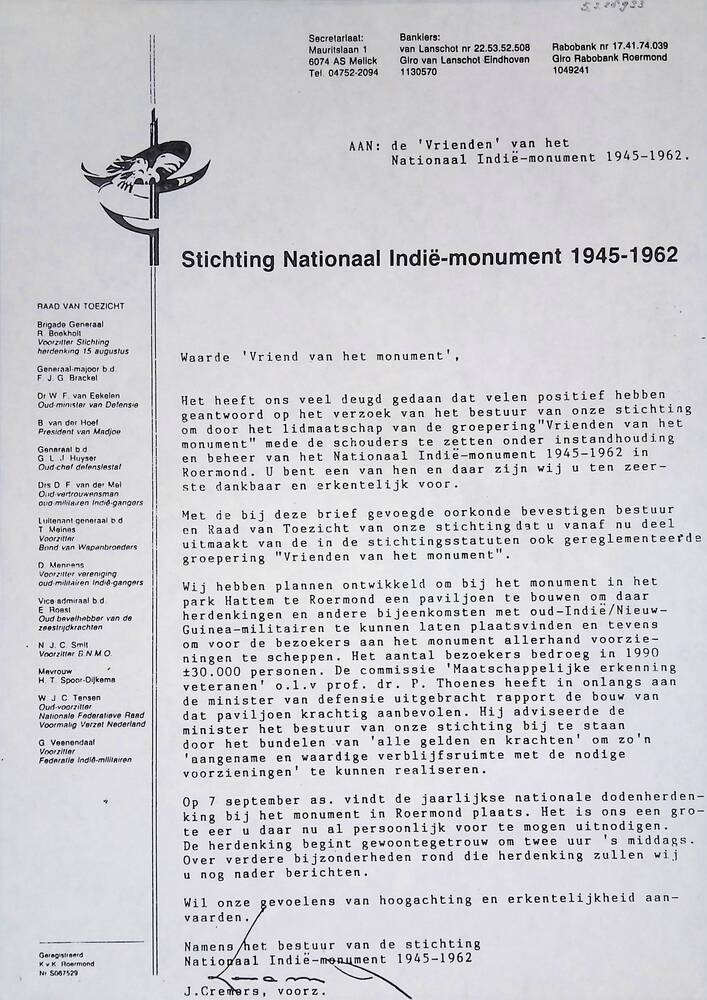 Secretariaat:
Mauritslaan 1
6074 AS Melick
Tel. 04752-2094
Bankiers:
van Lanschot nr 22.53.52.508
Giro van Lanschot Eindhoven
1130570
Rabobank nr 17.41.74.039
Giro Rabobank Roermond
1049241
AAN: de 'Vrienden' van het
Nationaal Indië-monument 1945-1962.
Stichting Nationaal Indië-monument 1945-1962
RAAD VAN TOEZICHT
Brigade Generaal
R. Boekholt
Voorzitter Stichting
herdenking 15 augustus
Generaal-majoor b.d.
F. J. G. Brackel
Dr W. F. van Eekelen
Oud-minister van Defensie
B. van der Hoef
President van Madjoe
Generaal b.d.
G. L. J. Huyser
Oud-chef defensiestaf
Drs D. F. van der Mei
Oud-vertrouwensman
oud-militairen Indië-gangers
Luitenant generaal b.d.
T. Meines
Voorzitter
Bond van Wapenbroeders
D. Mennens
Voorzitter vereniging
oud-militairen Indië-gangers
Vice-admiraal b.d.
E. Roest
Oud bevelhebber van de
zeestrijdkrachten
N. J. C. Smit
Voorzitter B.N.M.O.
Mevrouw
H. T. Spoor-Dijkema
W. J. C. Tensen
Oud-voorzitter
Nationale Federatieve Raad
Voormalig Verzet Nederland
G. Veenendaal
Voorzitter
Federatie Indië-militairen
Waarde 'Vriend van het monument',
Het heeft ons veel deugd gedaan dat velen positief hebben
geantwoord op het verzoek van het bestuur van onze stichting
om door het lidmaatschap van de groepering"Vrienden van het
monument" mede de schouders te zetten onder instandhouding
en beheer van het Nationaal Indië-monument 1945-1962 in
Roermond. U bent een van hen en daar zijn wij u ten zeer-
ste dankbaar en erkentelijk voor.
Met de bij deze brief gevoegde oorkonde bevestigen bestuur
en Raad van Toezicht van onze stichting dat u vanaf nu deel
uitmaakt van de in de stichtingsstatuten ook gereglementeerde
groepering "Vrienden van het monument".
Wij hebben plannen ontwikkeld om bij het monument in het
park Hattem te Roermond een paviljoen te bouwen om daar
herdenkingen en andere bijeenkomsten met oud-Indië/Nieuw-
Guinea-militairen te kunnen laten plaatsvinden en tevens
om voor de bezoekers aan het monument allerhand voorzie-
ningen te scheppen. Het aantal bezoekers bedroeg in 1990
±30.000 personen. De commissie 'Maatschappelijke erkenning
veteranen' o.l.v prof. dr. P. Thoenes heeft in onlangs aan
de minister van defensie uitgebracht rapport de bouw van
dat paviljoen krachtig aanbevolen. Hij adviseerde de
minister het bestuur van onze stichting bij te staan
door het bundelen van 'alle gelden en krachten' om zo'n
'aangename en waardige verblijfsruimte met de nodige
voorzieningen' te kunnen realiseren.
Op 7 september as. vindt de jaarlijkse nationale dodenherden-
king bij het monument in Roermond plaats. Het is ons een gro-
te eer u daar nu al persoonlijk voor te mogen uitnodigen.
De herdenking begint gewoontegetrouw om twee uur 's middags.
Over verdere bijzonderheden rond die herdenking zullen wij
u nog nader berichten.
Wil onze gevoelens van hoogachting en erkentelijkheid aan-
vaarden.
Namens het bestuur van de stichting
Nationaal Indië-monument 1945-1962
J.Cremers, voorz.
Geregistreerd
K.v.K. Roermond
Nr S067529